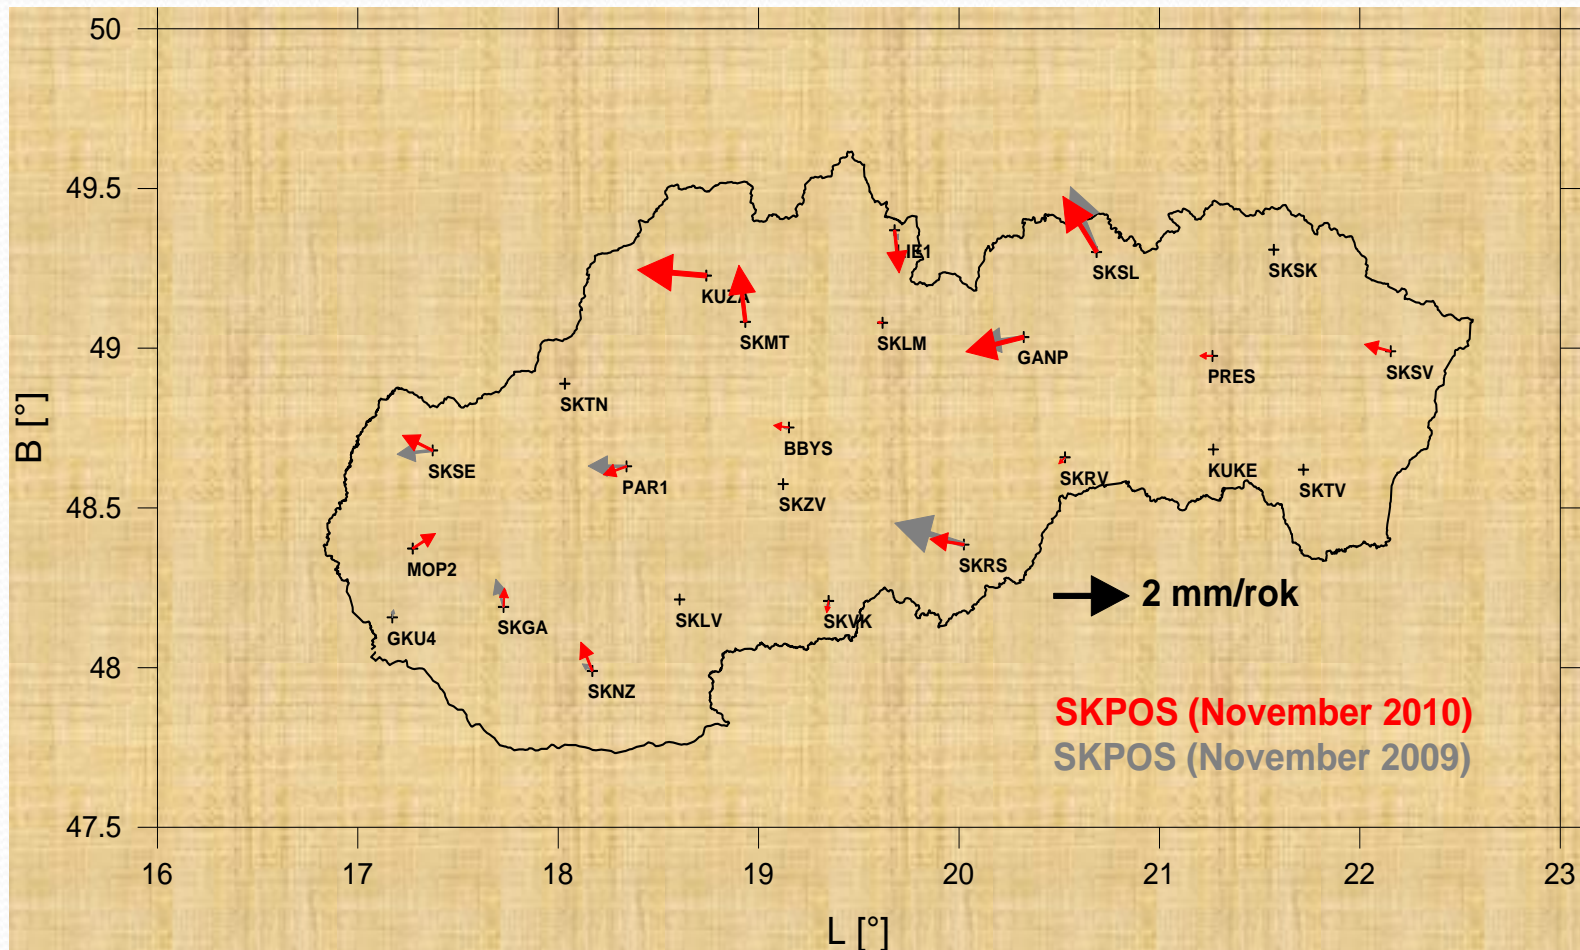 50
49.5
49
48.5
48
47.5
B [°]
IE1
SKSL
SKSK
KUZA
SKMT
SKLM
GANP
PRES
SKSV
SKTN
BBYS
SKSE
PAR1
SKZV
SKRV
KUKE
SKTV
MOP2
SKRS
GKU4
SKGA
SKLV
SKVK
SKNZ
2 mm/rok
SKPOS (November 2010)
SKPOS (November 2009)
16 17 18 19 20 21 22 23
L [°]